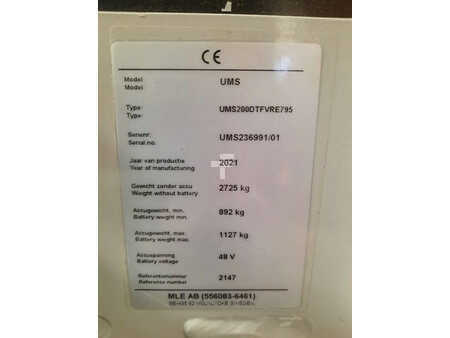 CE
Model UMS
Model
Type: UMS200DTFVRE795
Type:
Serienr: UMS236991/01
Serial no.
Jaar van productie 2021
Year of manufacturing
Gewicht zonder accu 2725 kg
Weight without battery
Accugewicht, min. 892 kg
Battery weight min.
Accugewicht, max. 1127 kg
Battery weight max.
Accuspanning 48 V
Battery voltage
Referentienummer 2147
Reference number
MLE AB (556083-6461)